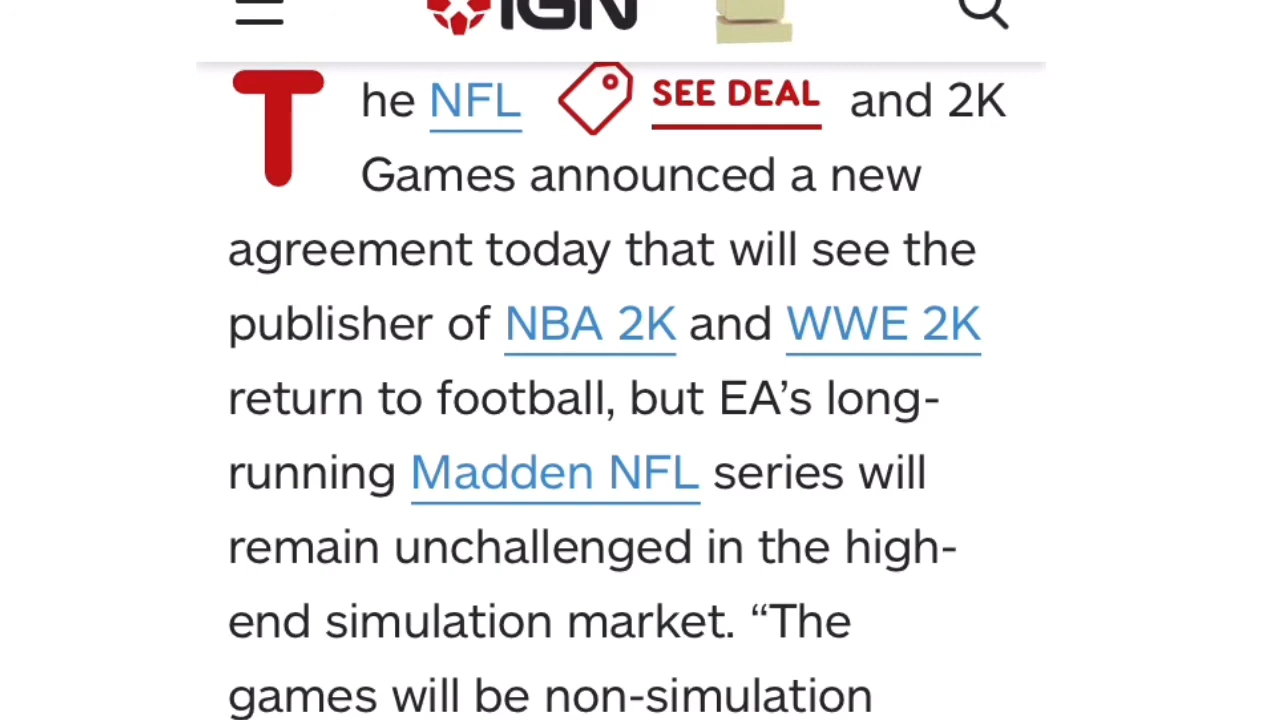 IGN
The NFL SEE DEAL and 2K
Games announced a new
agreement today that will see the
publisher of NBA 2K and WWE 2K
return to football, but EA’s long-
running Madden NFL series will
remain unchallenged in the high-
end simulation market. “The
games will be non-simulation